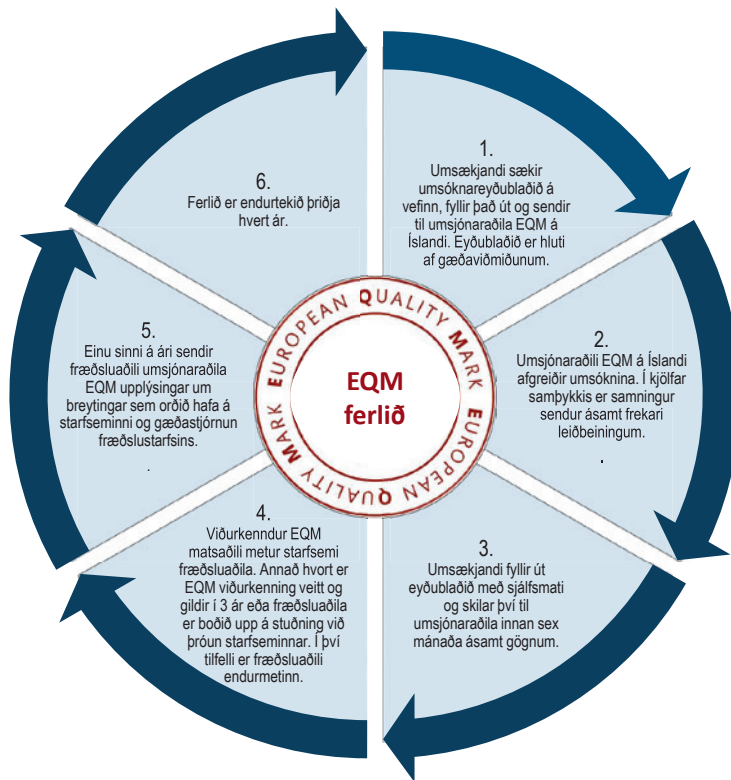 1.
Umsækjandi sækir
umsóknareyðublaðið á
vefinn, fyllir það út og sendir
til umsjónaraðila EQM á
Íslandi. Eyðublaðið er hluti
af gæðaviðmiðunum.
2.
Umsjónaraðili EQM á Íslandi
afgreiðir umsóknina. Í kjölfar
samþykkis er samningur
sendur ásamt frekari
leiðbeiningum.
.
3.
Umsækjandi fyllir út
eyðublaðið með sjálfsmati
og skilar því til
umsjónaraðila innan sex
mánaða ásamt gögnum.
4.
Viðurkenndur EQM
matsaðili metur starfsemi
fræðsluaðila. Annað hvort er
EQM viðurkenning veitt og
gildir í 3 ár eða fræðsluaðila
er boðið upp á stuðning við
þróun starfseminnar. Í því
tilfelli er fræðsluaðili
endurmetinn.
5.
Einu sinni á ári sendir
fræðsluaðili umsjónaraðila
EQM upplýsingar um
breytingar sem orðið hafa á
starfseminni og gæðastjórnun
fræðslustarfsins.
.
6.
Ferlið er endurtekið þriðja
hvert ár.
EQM
ferlið
EUROPEAN QUALITY MARK
EUROPEAN QUALITY MARK